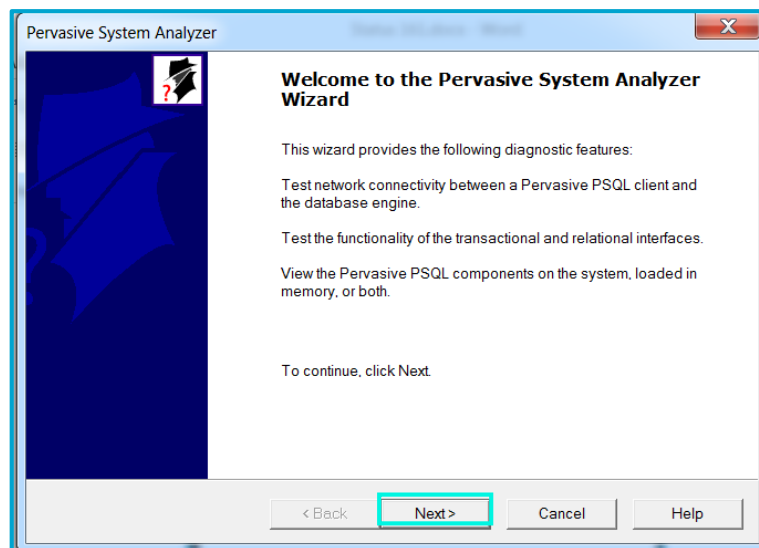 Pervasive System Analyzer
Welcome to the Pervasive System Analyzer
Wizard
This wizard provides the following diagnostic features:
Test network connectivity between a Pervasive PSQL client and
the database engine.
Test the functionality of the transactional and relational interfaces.
View the Pervasive PSQL components on the system, loaded in
memory, or both.
To continue, click Next.
< Back Next > Cancel Help